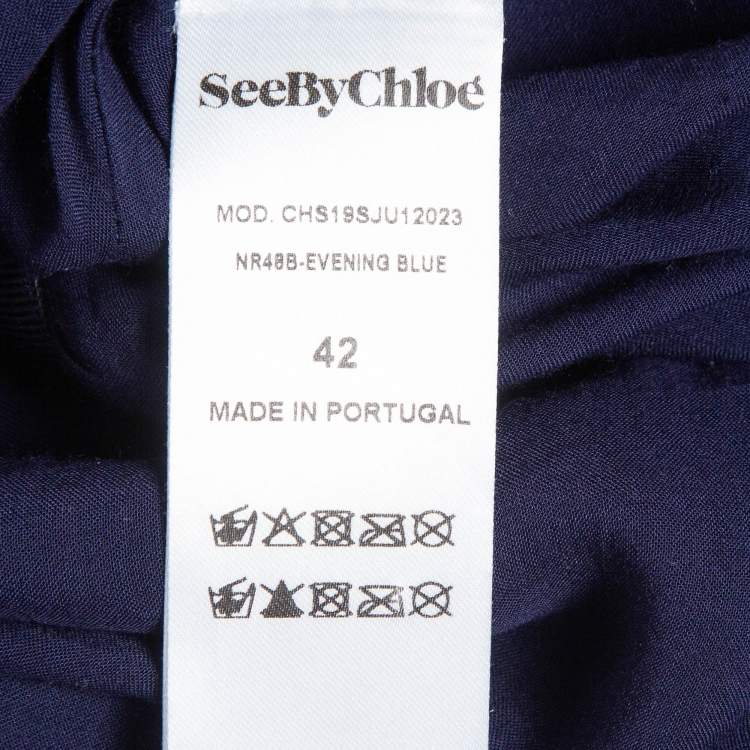 SeeByChloé
MOD. CHS19SJU12023
NR48B-EVENING BLUE
42
MADE IN PORTUGAL